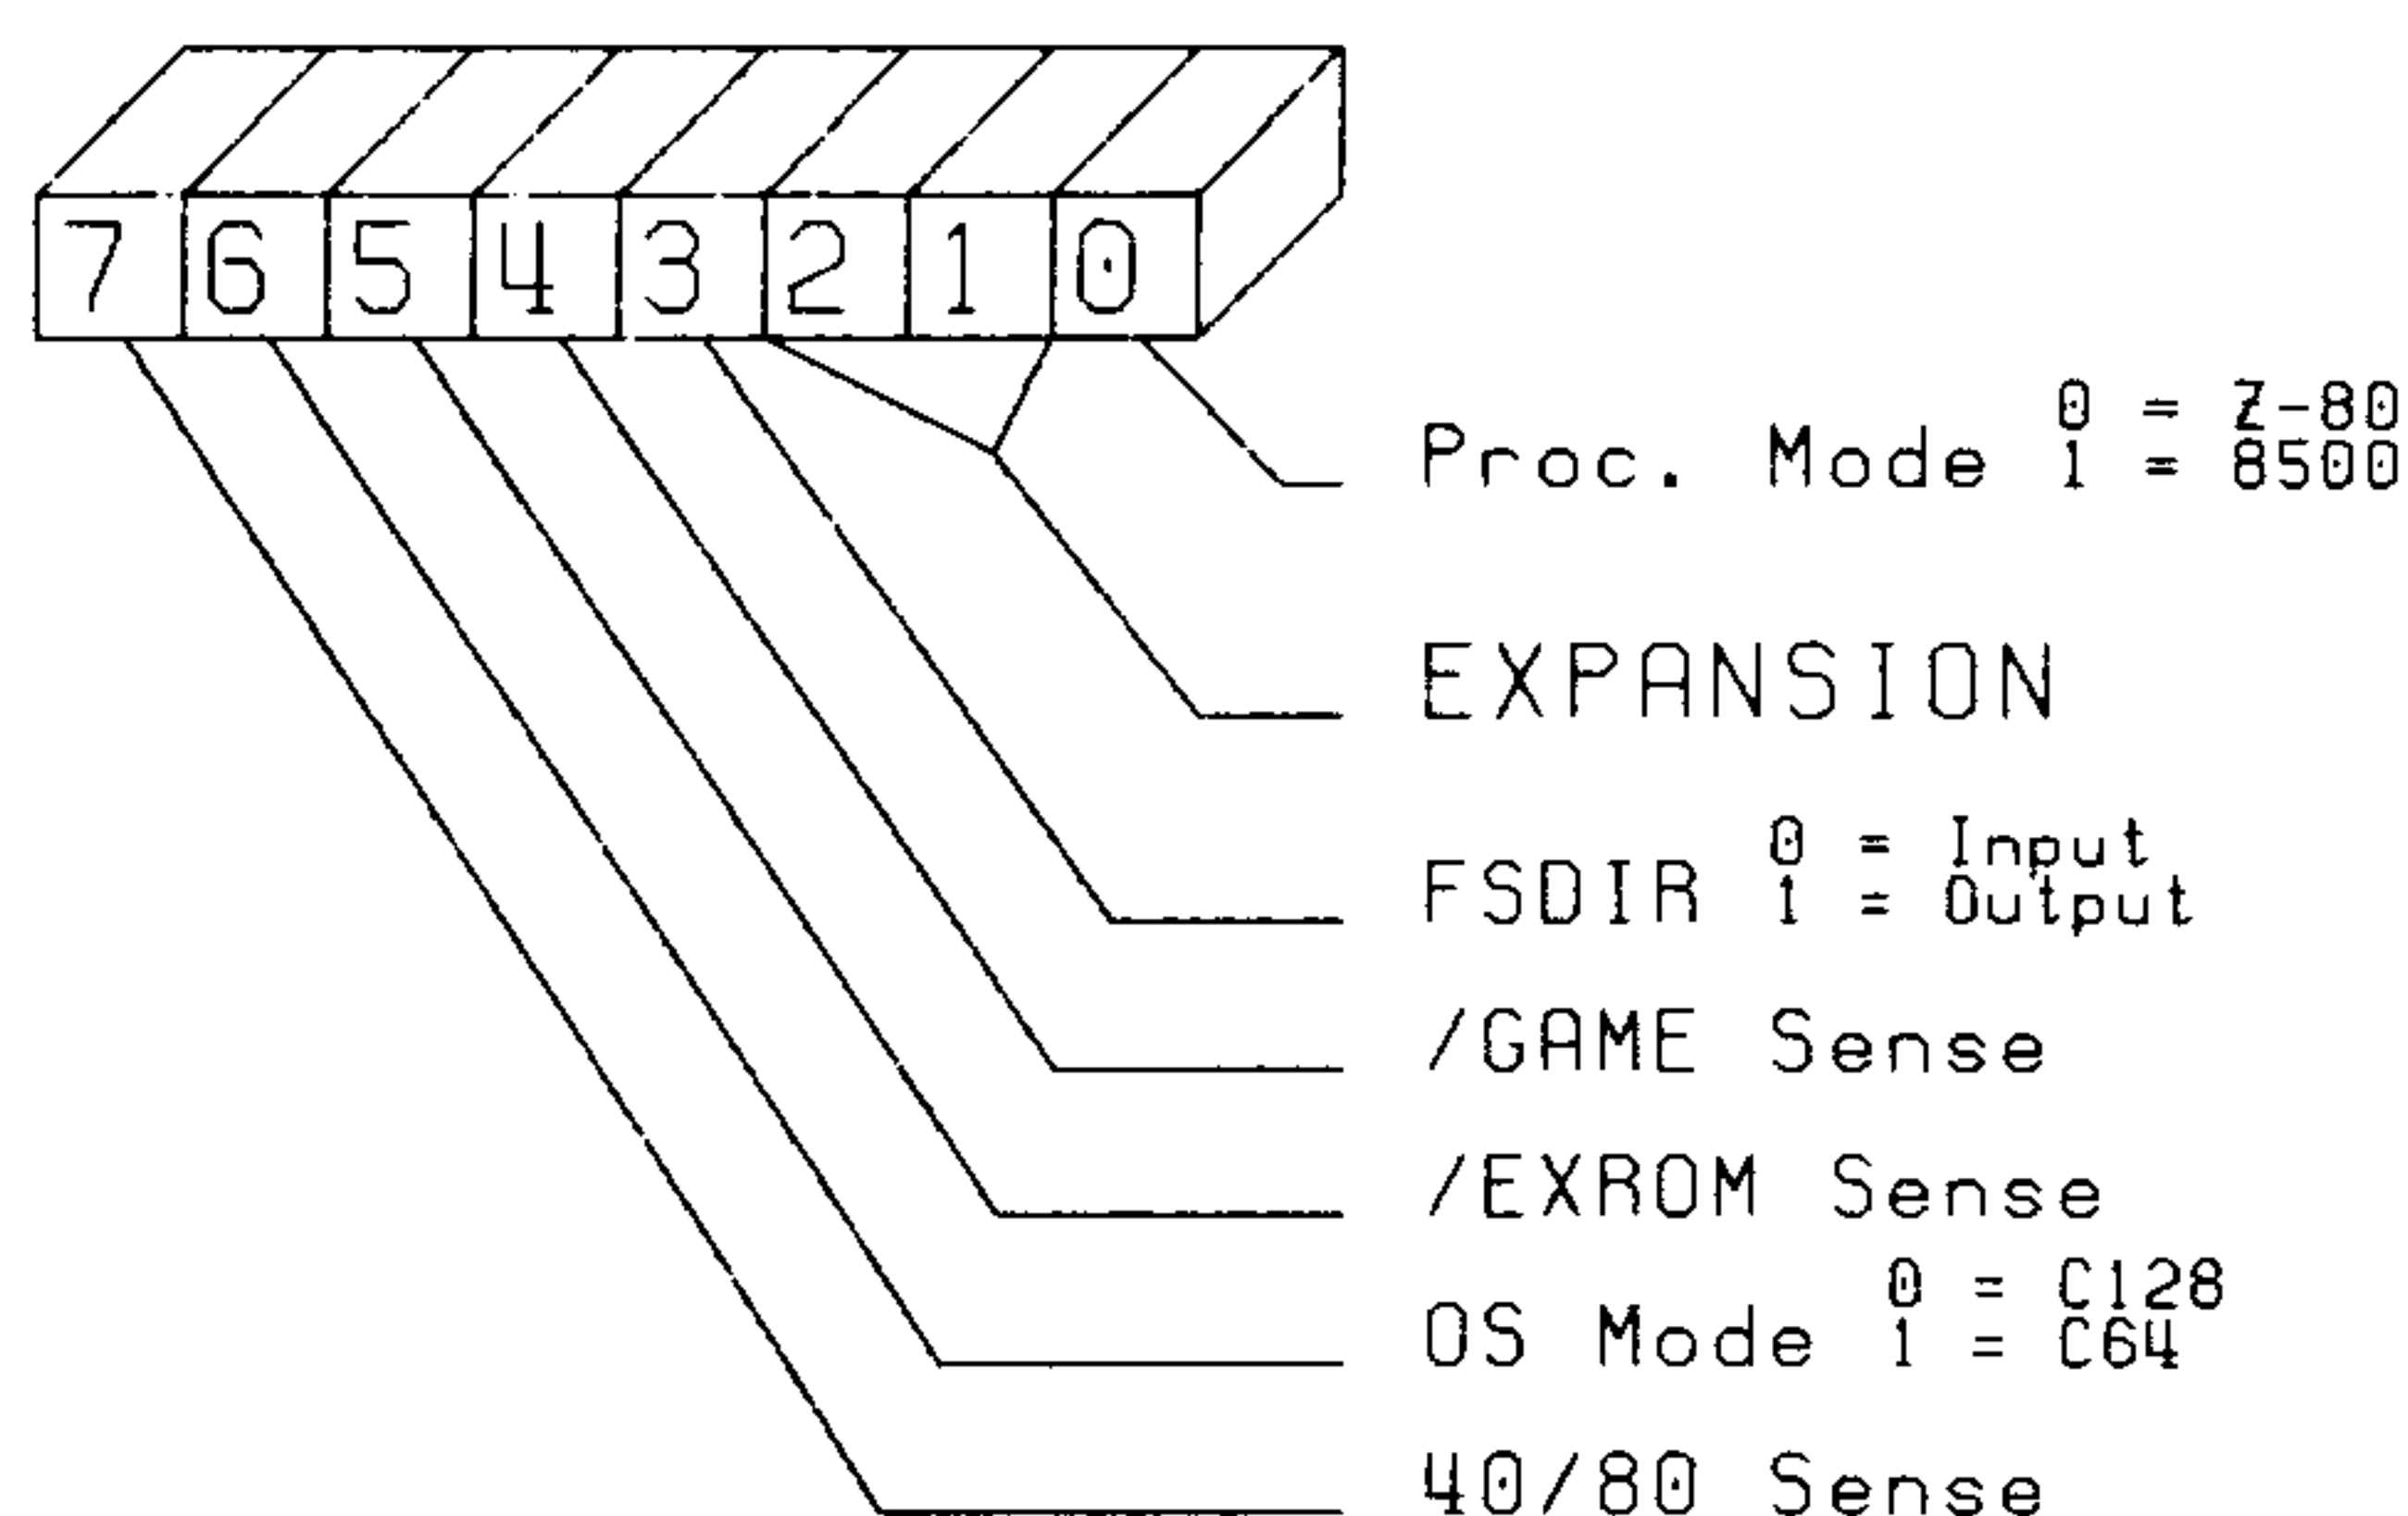 7 6 5 4 3 2 1 0
0 = Z-80
Proc. Mode 1 = 8500
EXPANSION
0 = Input
FSDIR 1 = Output
/GAME Sense
/EXROM Sense
0 = C128
OS Mode 1 = C64
40/80 Sense